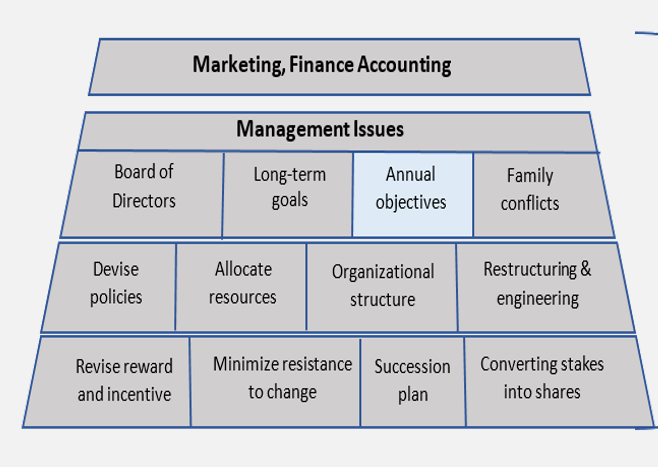 Marketing, Finance Accounting
Management Issues
Board of
Directors
Long-term
goals
Annual
objectives
Family
conflicts
Devise
policies
Allocate
resources
Organizational
structure
Restructuring &
engineering
Revise reward
and incentive
Minimize resistance
to change
Succession
plan
Converting stakes
into shares